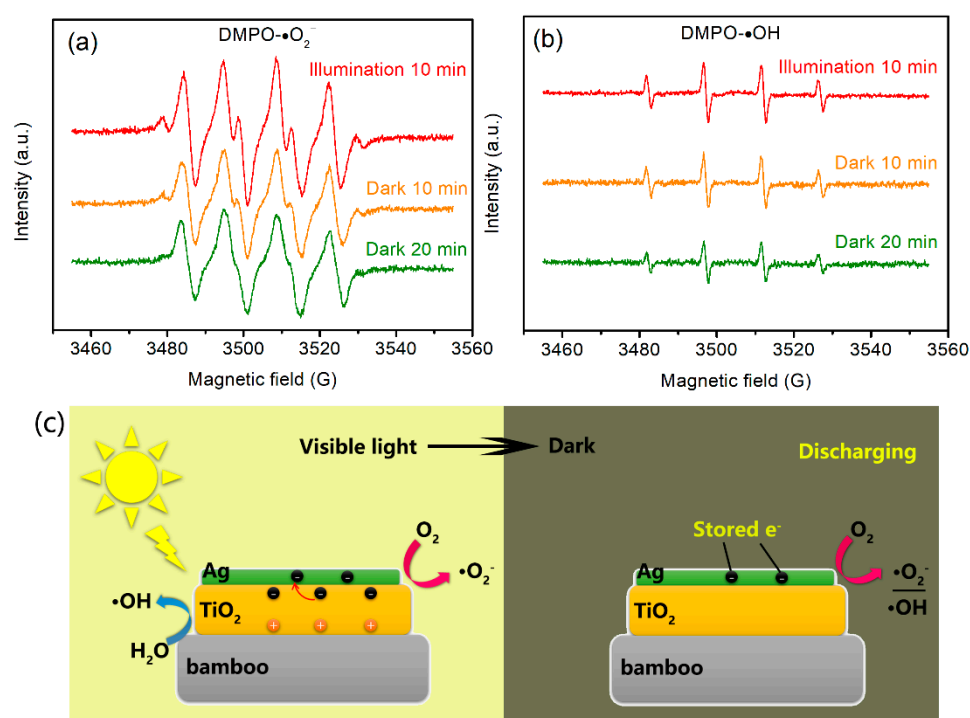 (a)
DMPO-•O₂⁻
Illumination 10 min
Dark 10 min
Dark 20 min
Intensity (a.u.)
3460 3480 3500 3520 3540 3560
Magnetic field (G)
(b)
DMPO-•OH
Illumination 10 min
Dark 10 min
Dark 20 min
Intensity (a.u.)
3460 3480 3500 3520 3540 3560
Magnetic field (G)
(c)
Visible light
Dark
Discharging
O₂
Ag
•O₂⁻
•OH
TiO₂
H₂O
bamboo
Stored e⁻
O₂
Ag
•O₂⁻
•OH
TiO₂
bamboo